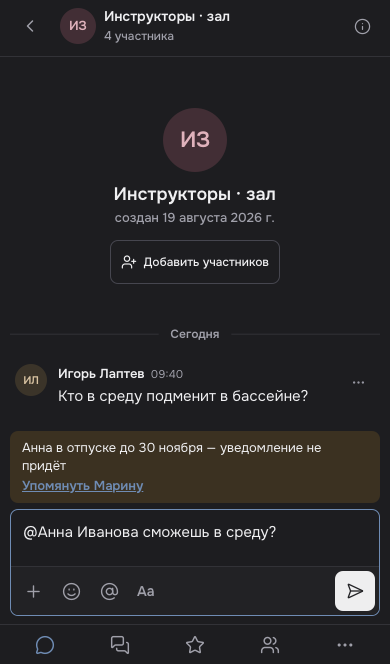 ИЗ
Инструкторы · зал
4 участника
ИЗ
Инструкторы · зал
создан 19 августа 2026 г.
Добавить участников
Сегодня
ИЛ
Игорь Лаптев 09:40
Кто в среду подменит в бассейне?
Анна в отпуске до 30 ноября — уведомление не
придёт
Упомянуть Марину
@Анна Иванова сможешь в среду?
Aa